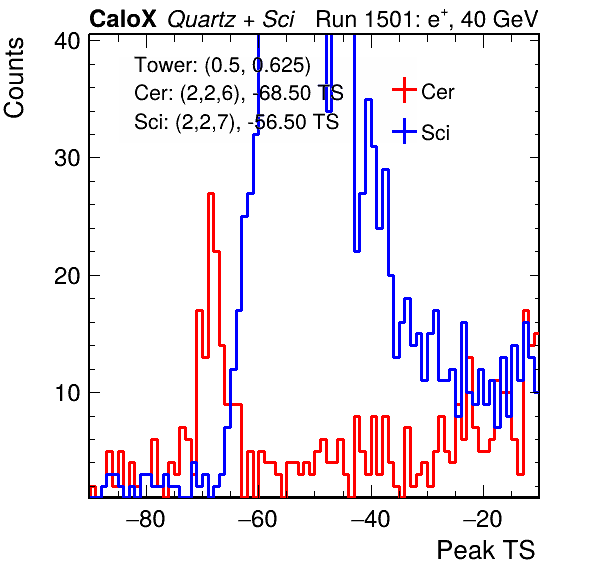 CaloX Quartz + Sci Run 1501: e⁺, 40 GeV
Counts
Tower: (0.5, 0.625)
Cer: (2,2,6), -68.50 TS
Sci: (2,2,7), -56.50 TS
Cer
Sci
40
30
20
10
−80 −60 −40 −20
Peak TS